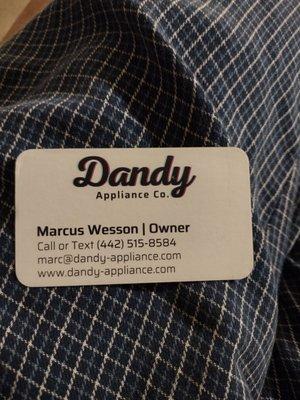 Dandy
Appliance Co.
Marcus Wesson | Owner
Call or Text (442) 515-8584
marc@dandy-appliance.com
www.dandy-appliance.com